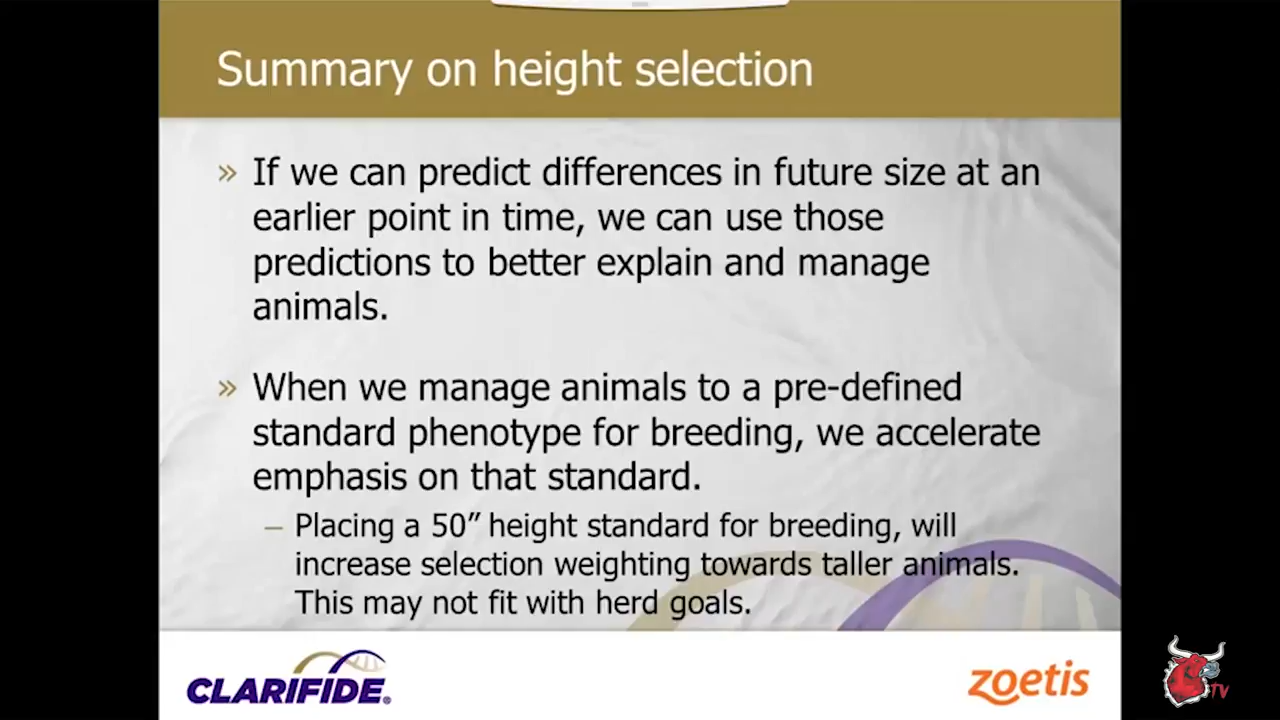 Summary on height selection
» If we can predict differences in future size at an
earlier point in time, we can use those
predictions to better explain and manage
animals.
» When we manage animals to a pre-defined
standard phenotype for breeding, we accelerate
emphasis on that standard.
– Placing a 50” height standard for breeding, will
increase selection weighting towards taller animals.
This may not fit with herd goals.
CLARIFIDE®
zoetis
TV